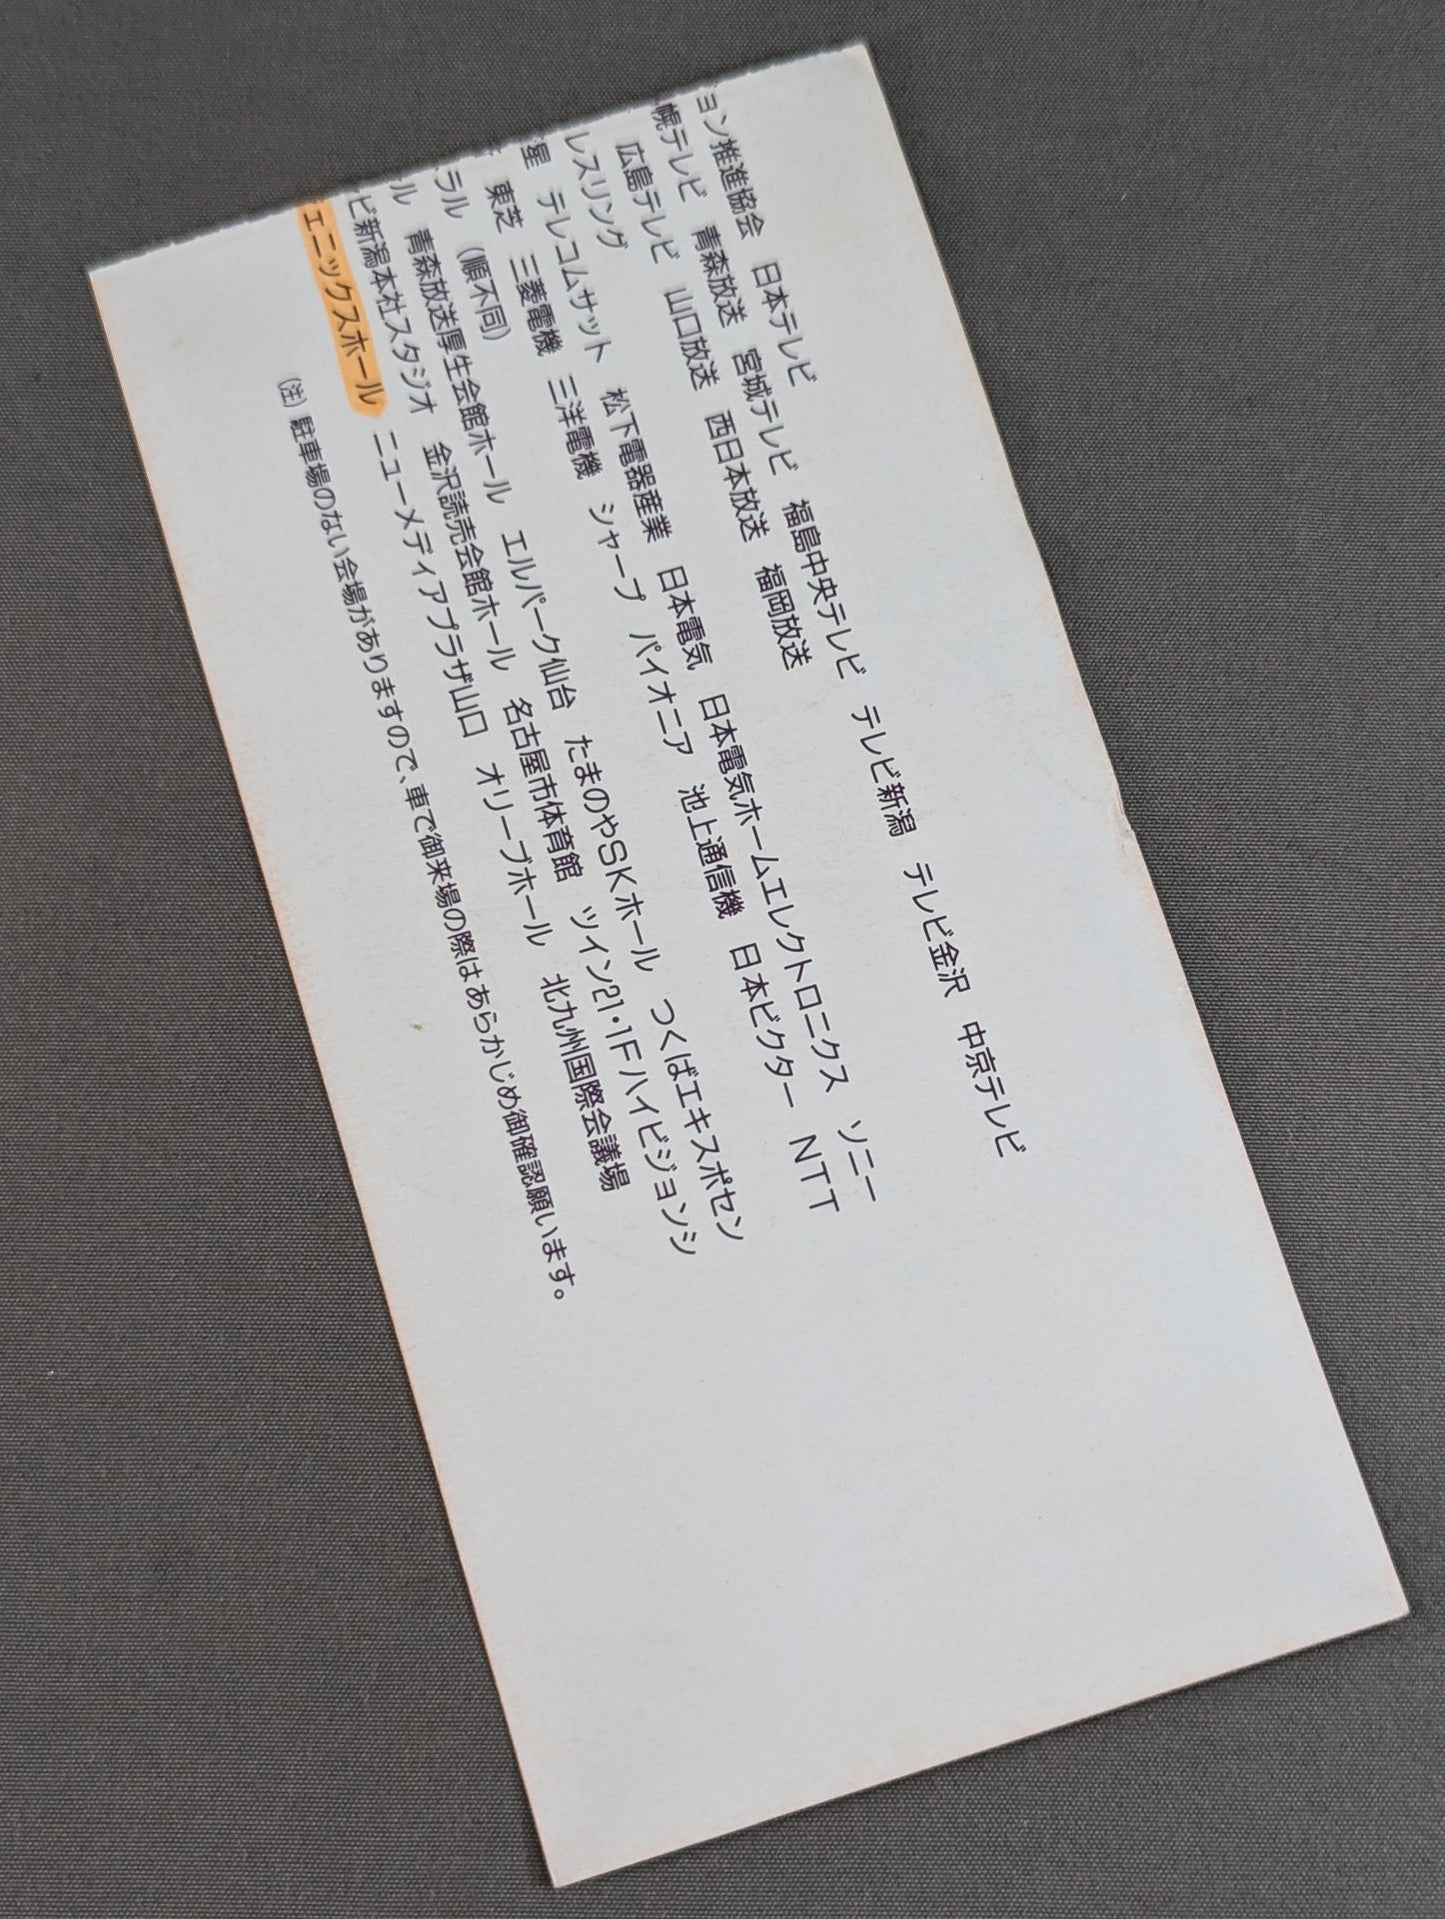 ョン推進協会　日本テレビ
幌テレビ　青森放送　宮城テレビ　福島中央テレビ　テレビ新潟　テレビ金沢　中京テレビ
広島テレビ　山口放送　西日本放送　福岡放送
レスリング
星　テレコムサット　松下電器産業　日本電気　日本電気ホームエレクトロニクス　ソニー
東芝　三菱電機　三洋電機　シャープ　パイオニア　池上通信機　日本ビクター　NTT
ラル　(順不同)
ル　青森放送厚生会館ホール　エルパーク仙台　たまのやSKホール　つくばエキスポセン
ビ新潟本社スタジオ　金沢読売会館ホール　名古屋市体育館　ツイン21・1Fハイビジョンシ
ェニックスホール　ニューメディアプラザ山口　オリーブホール　北九州国際会議場
(注) 駐車場のない会場がありますので、車で御来場の際はあらかじめ御確認願います。